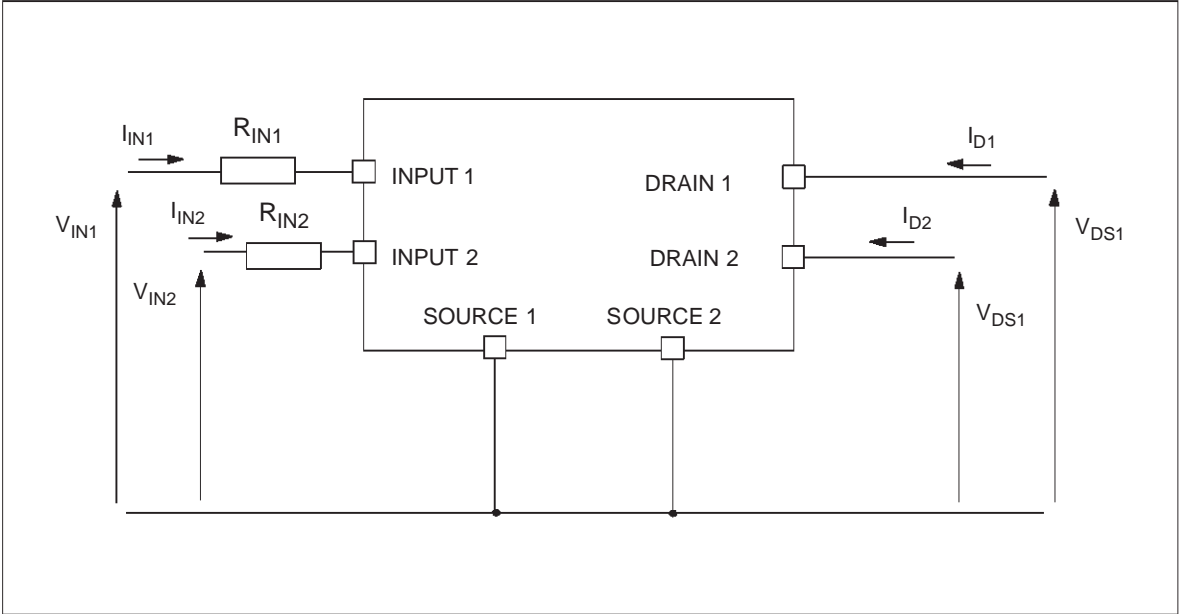 I_IN1
R_IN1
INPUT 1
DRAIN 1
I_D1
V_IN1
I_IN2
R_IN2
INPUT 2
DRAIN 2
I_D2
V_DS1
V_IN2
SOURCE 1
SOURCE 2
V_DS1